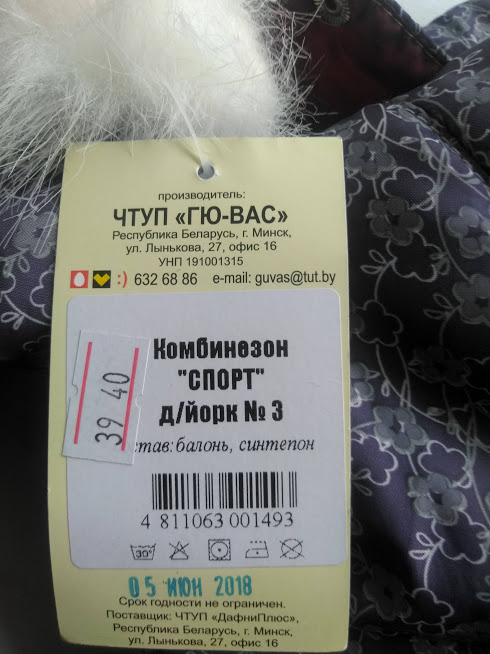 производитель:
ЧТУП «ГЮ-ВАС»
Республика Беларусь, г. Минск,
ул. Лынькова, 27, офис 16
УНП 191001315
:) 632 68 86 e-mail: guvas@tut.by
Комбинезон
"СПОРТ"
д/йорк № 3
39 40
став: балонь, синтепон
4 811063 001493
30°
05 ИЮН 2018
Срок годности не ограничен.
Поставщик: ЧТУП «ДафниПлюс»,
Республика Беларусь, г. Минск,
ул. Лынькова, 27, офис 16